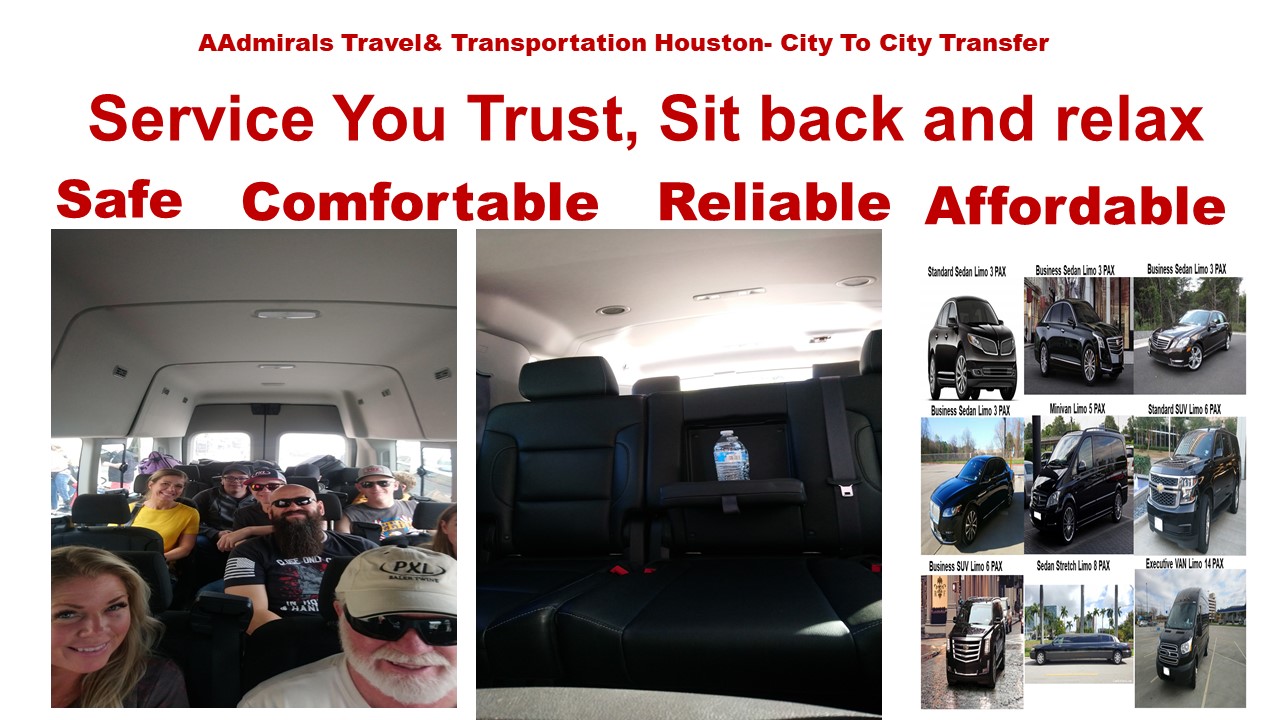 AAdmirals Travel& Transportation Houston- City To City Transfer
Service You Trust, Sit back and relax
Safe Comfortable Reliable Affordable
Standard Sedan Limo 3 PAX
Business Sedan Limo 3 PAX
Business Sedan Limo 3 PAX
Business Sedan Limo 3 PAX
Minivan Limo 5 PAX
Standard SUV Limo 6 PAX
Business SUV Limo 6 PAX
Sedan Stretch Limo 8 PAX
Executive VAN Limo 14 PAX
PXL
BALER TWINE